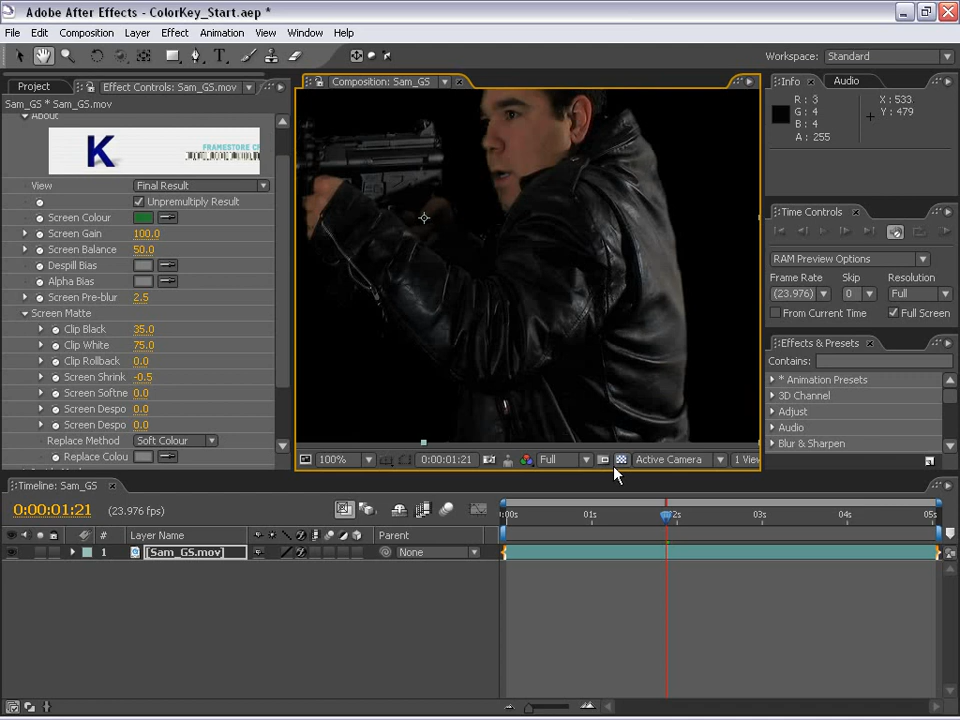 Adobe After Effects - ColorKey_Start.aep *
File Edit Composition Layer Effect Animation View Window Help
Workspace: Standard
Project Effect Controls: Sam_GS.mov
Sam_GS * Sam_GS.mov
About
K
FRAMESTORE CF
View Final Result
Unpremultiply Result
Screen Colour
Screen Gain 100.0
Screen Balance 50.0
Despill Bias
Alpha Bias
Screen Pre-blur 2.5
Screen Matte
Clip Black 35.0
Clip White 75.0
Clip Rollback 0.0
Screen Shrink -0.5
Screen Softne 0.0
Screen Despo 0.0
Screen Despo 0.0
Replace Method Soft Colour
Replace Colou
Composition: Sam_GS
100% 0:00:01:21 Full Active Camera 1 View
Info Audio
R: 3 X: 533
G: 4 Y: 479
B: 4
A: 255
Time Controls
RAM Preview Options
Frame Rate Skip Resolution
(23.976) 0 Full
From Current Time Full Screen
Effects & Presets
Contains:
* Animation Presets
3D Channel
Adjust
Audio
Blur & Sharpen
Timeline: Sam_GS
0:00:01:21 (23.976 fps)
:00s 01s 2s 03s 04s 05s
# Layer Name Parent
1 [Sam_GS.mov] None